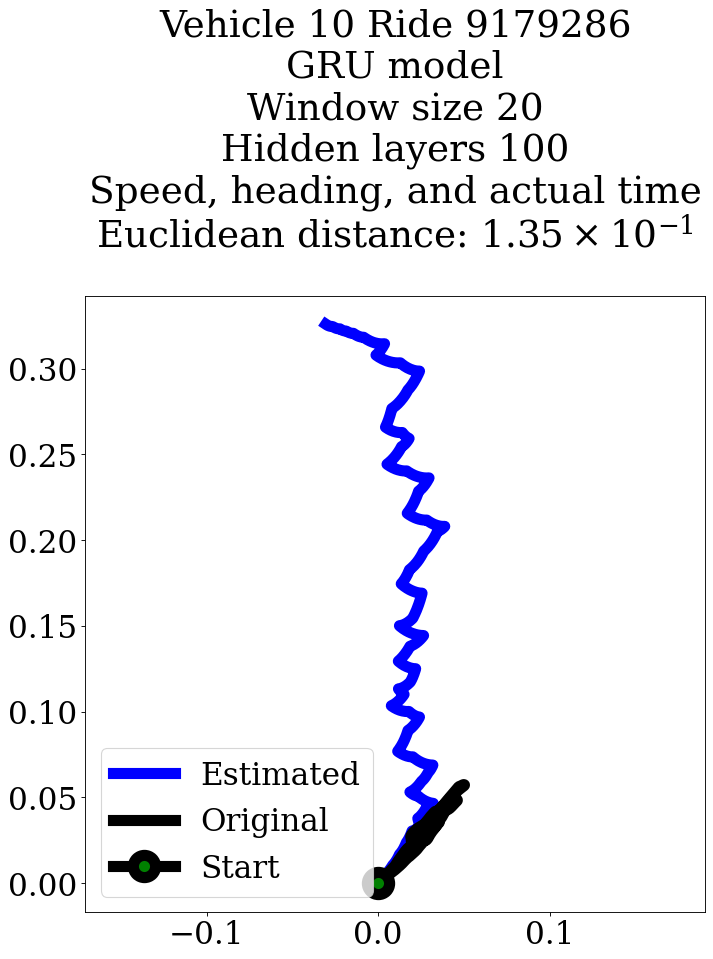 Vehicle 10 Ride 9179286
GRU model
Window size 20
Hidden layers 100
Speed, heading, and actual time
Euclidean distance: 1.35 × 10⁻¹
0.30
0.25
0.20
0.15
0.10
0.05
0.00
Estimated
Original
Start
−0.1
0.0
0.1